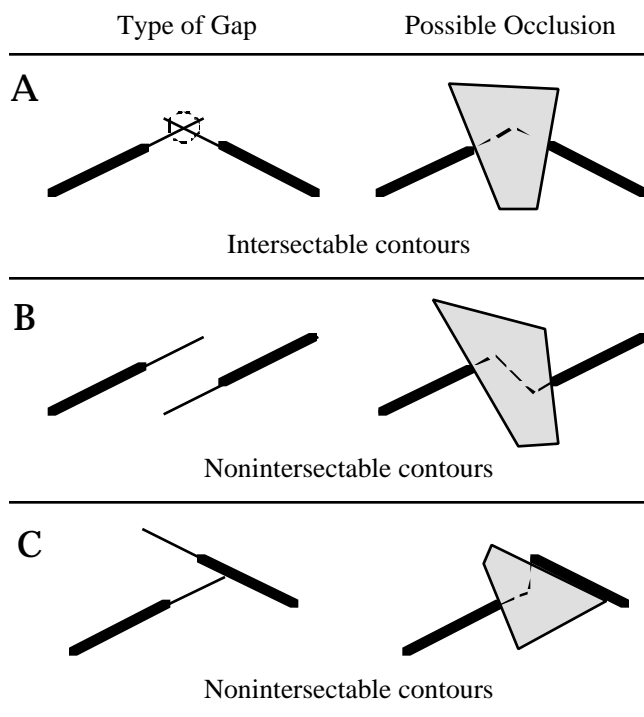 Type of Gap Possible Occlusion
A
Intersectable contours
B
Nonintersectable contours
C
Nonintersectable contours